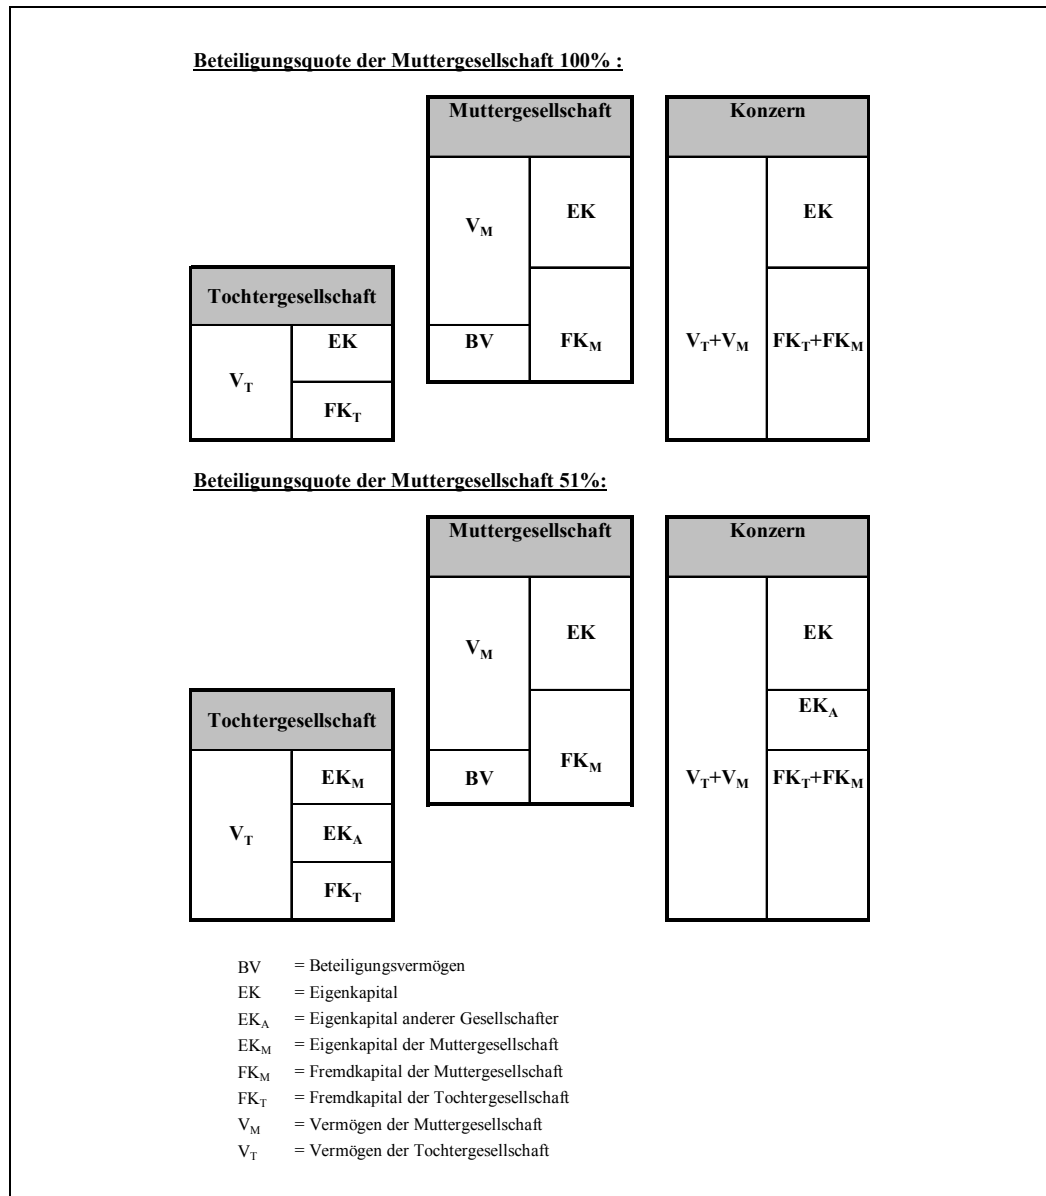 Beteiligungsquote der Muttergesellschaft 100% :
Muttergesellschaft Konzern
EK EK
V_M
Tochtergesellschaft
EK BV FK_M V_T+V_M FK_T+FK_M
V_T
FK_T
Beteiligungsquote der Muttergesellschaft 51%:
Muttergesellschaft Konzern
EK EK
V_M
EK_A
Tochtergesellschaft
FK_M
EK_M BV V_T+V_M FK_T+FK_M
V_T EK_A
FK_T
BV = Beteiligungsvermögen
EK = Eigenkapital
EK_A = Eigenkapital anderer Gesellschafter
EK_M = Eigenkapital der Muttergesellschaft
FK_M = Fremdkapital der Muttergesellschaft
FK_T = Fremdkapital der Tochtergesellschaft
V_M = Vermögen der Muttergesellschaft
V_T = Vermögen der Tochtergesellschaft